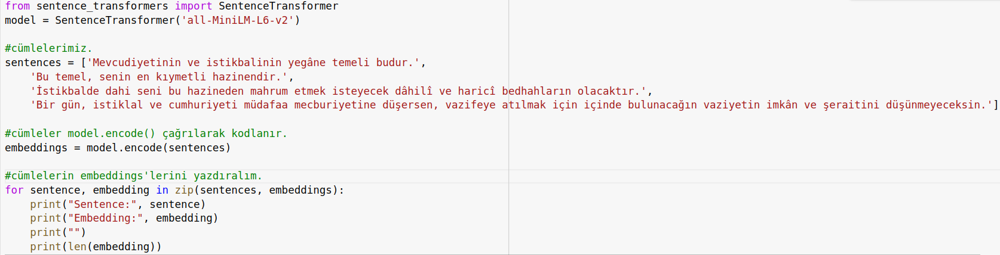 from sentence_transformers import SentenceTransformer
model = SentenceTransformer('all-MiniLM-L6-v2')
#cümlelerimiz.
sentences = ['Mevcudiyetinin ve istikbalinin yegâne temeli budur.',
    'Bu temel, senin en kıymetli hazinendir.',
    'İstikbalde dahi seni bu hazineden mahrum etmek isteyecek dâhilî ve haricî bedhahların olacaktır.',
    'Bir gün, istiklal ve cumhuriyeti müdafaa mecburiyetine düşersen, vazifeye atılmak için içinde bulunacağın vaziyetin imkân ve şeraitini düşünmeyeceksin.']
#cümleler model.encode() çağrılarak kodlanır.
embeddings = model.encode(sentences)
#cümlelerin embeddings'lerini yazdıralım.
for sentence, embedding in zip(sentences, embeddings):
    print("Sentence:", sentence)
    print("Embedding:", embedding)
    print("")
    print(len(embedding))